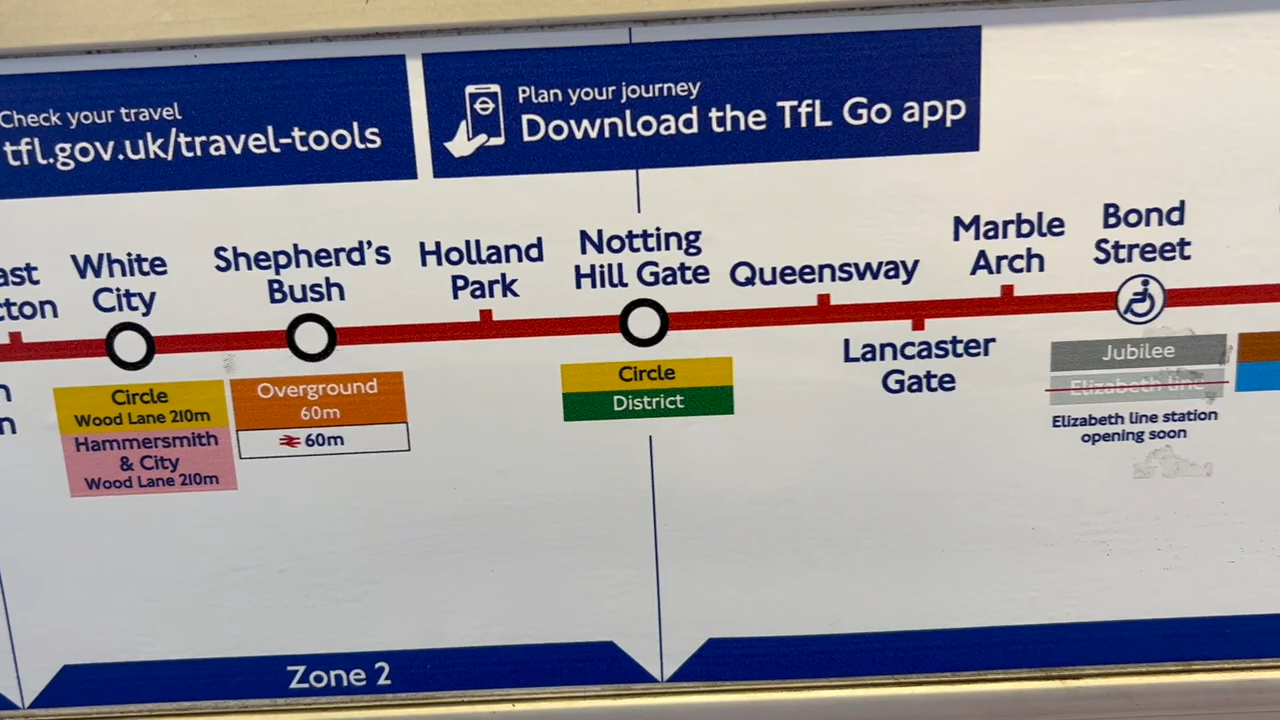 Check your travel
tfl.gov.uk/travel-tools
Plan your journey
Download the TfL Go app
White
City
Shepherd's
Bush
Holland
Park
Notting
Hill Gate
Queensway
Lancaster
Gate
Marble
Arch
Bond
Street
Circle
Wood Lane 210m
Hammersmith
& City
Wood Lane 210m
Overground
60m
60m
Circle
District
Jubilee
Elizabeth line
Elizabeth line station
opening soon
Zone 2